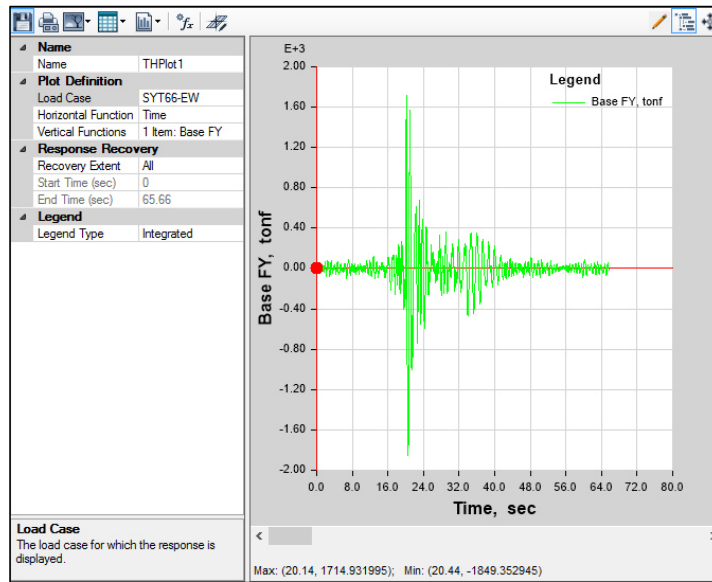 Name
Name THPlot1
Plot Definition
Load Case SYT66-EW
Horizontal Function Time
Vertical Functions 1 Item: Base FY
Response Recovery
Recovery Extent All
Start Time (sec) 0
End Time (sec) 65.66
Legend
Legend Type Integrated
Load Case
The load case for which the response is
displayed.
E+3
Legend
Base FY, tonf
2.00
1.60
1.20
0.80
0.40
0.00
-0.40
-0.80
-1.20
-1.60
-2.00
Base FY, tonf
0.0 8.0 16.0 24.0 32.0 40.0 48.0 56.0 64.0 72.0 80.0
Time, sec
Max: (20.14, 1714.931995); Min: (20.44, -1849.352945)